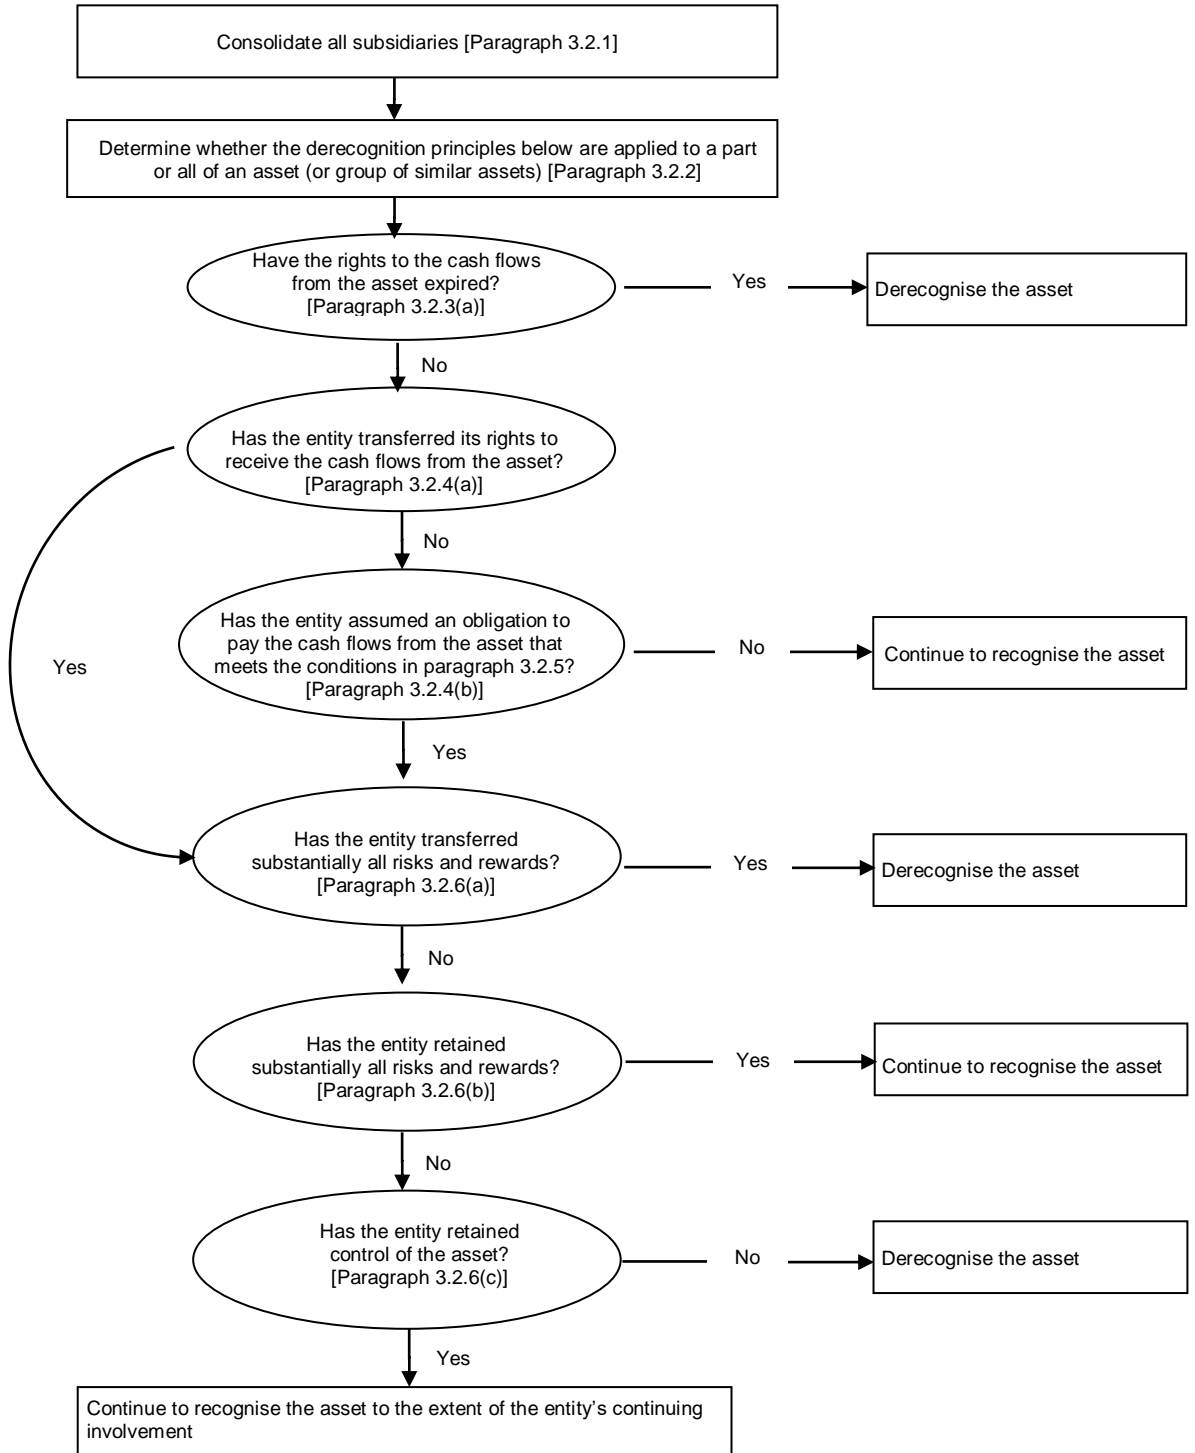 Consolidate all subsidiaries [Paragraph 3.2.1]
Determine whether the derecognition principles below are applied to a part
or all of an asset (or group of similar assets) [Paragraph 3.2.2]
Have the rights to the cash flows
from the asset expired?
[Paragraph 3.2.3(a)]
Yes
Derecognise the asset
No
Has the entity transferred its rights to
receive the cash flows from the asset?
[Paragraph 3.2.4(a)]
No
Has the entity assumed an obligation to
pay the cash flows from the asset that
meets the conditions in paragraph 3.2.5?
[Paragraph 3.2.4(b)]
No
Continue to recognise the asset
Yes
Yes
Has the entity transferred
substantially all risks and rewards?
[Paragraph 3.2.6(a)]
Yes
Derecognise the asset
No
Has the entity retained
substantially all risks and rewards?
[Paragraph 3.2.6(b)]
Yes
Continue to recognise the asset
No
Has the entity retained
control of the asset?
[Paragraph 3.2.6(c)]
No
Derecognise the asset
Yes
Continue to recognise the asset to the extent of the entity's continuing
involvement